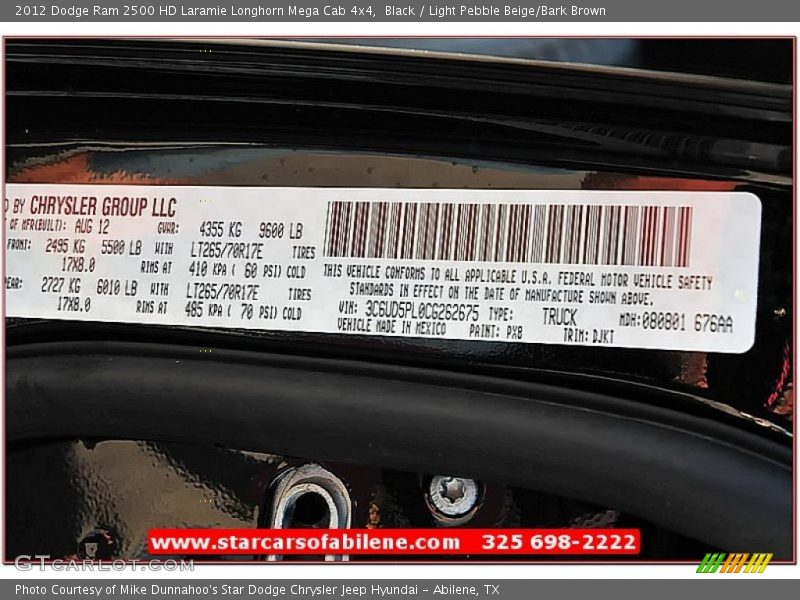 2012 Dodge Ram 2500 HD Laramie Longhorn Mega Cab 4x4, Black / Light Pebble Beige/Bark Brown
D BY CHRYSLER GROUP LLC
OF MFR(BUILT): AUG 12 GVWR: 4355 KG 9600 LB
FRONT: 2495 KG 5500 LB WITH LT265/70R17E TIRES
17X8.0 RIMS AT 410 KPA ( 60 PSI) COLD
REAR: 2727 KG 6010 LB WITH LT265/70R17E TIRES
17X8.0 RIMS AT 485 KPA ( 70 PSI) COLD
THIS VEHICLE CONFORMS TO ALL APPLICABLE U.S.A. FEDERAL MOTOR VEHICLE SAFETY
STANDARDS IN EFFECT ON THE DATE OF MANUFACTURE SHOWN ABOVE.
VIN: 3C6UD5PL0CG262675 TYPE: TRUCK MDH: 080801 676AA
VEHICLE MADE IN MEXICO PAINT: PX8 TRIM: DJKT
www.starcarsofabilene.com 325 698-2222
GTCARLOT.COM
Photo Courtesy of Mike Dunnahoo's Star Dodge Chrysler Jeep Hyundai – Abilene, TX